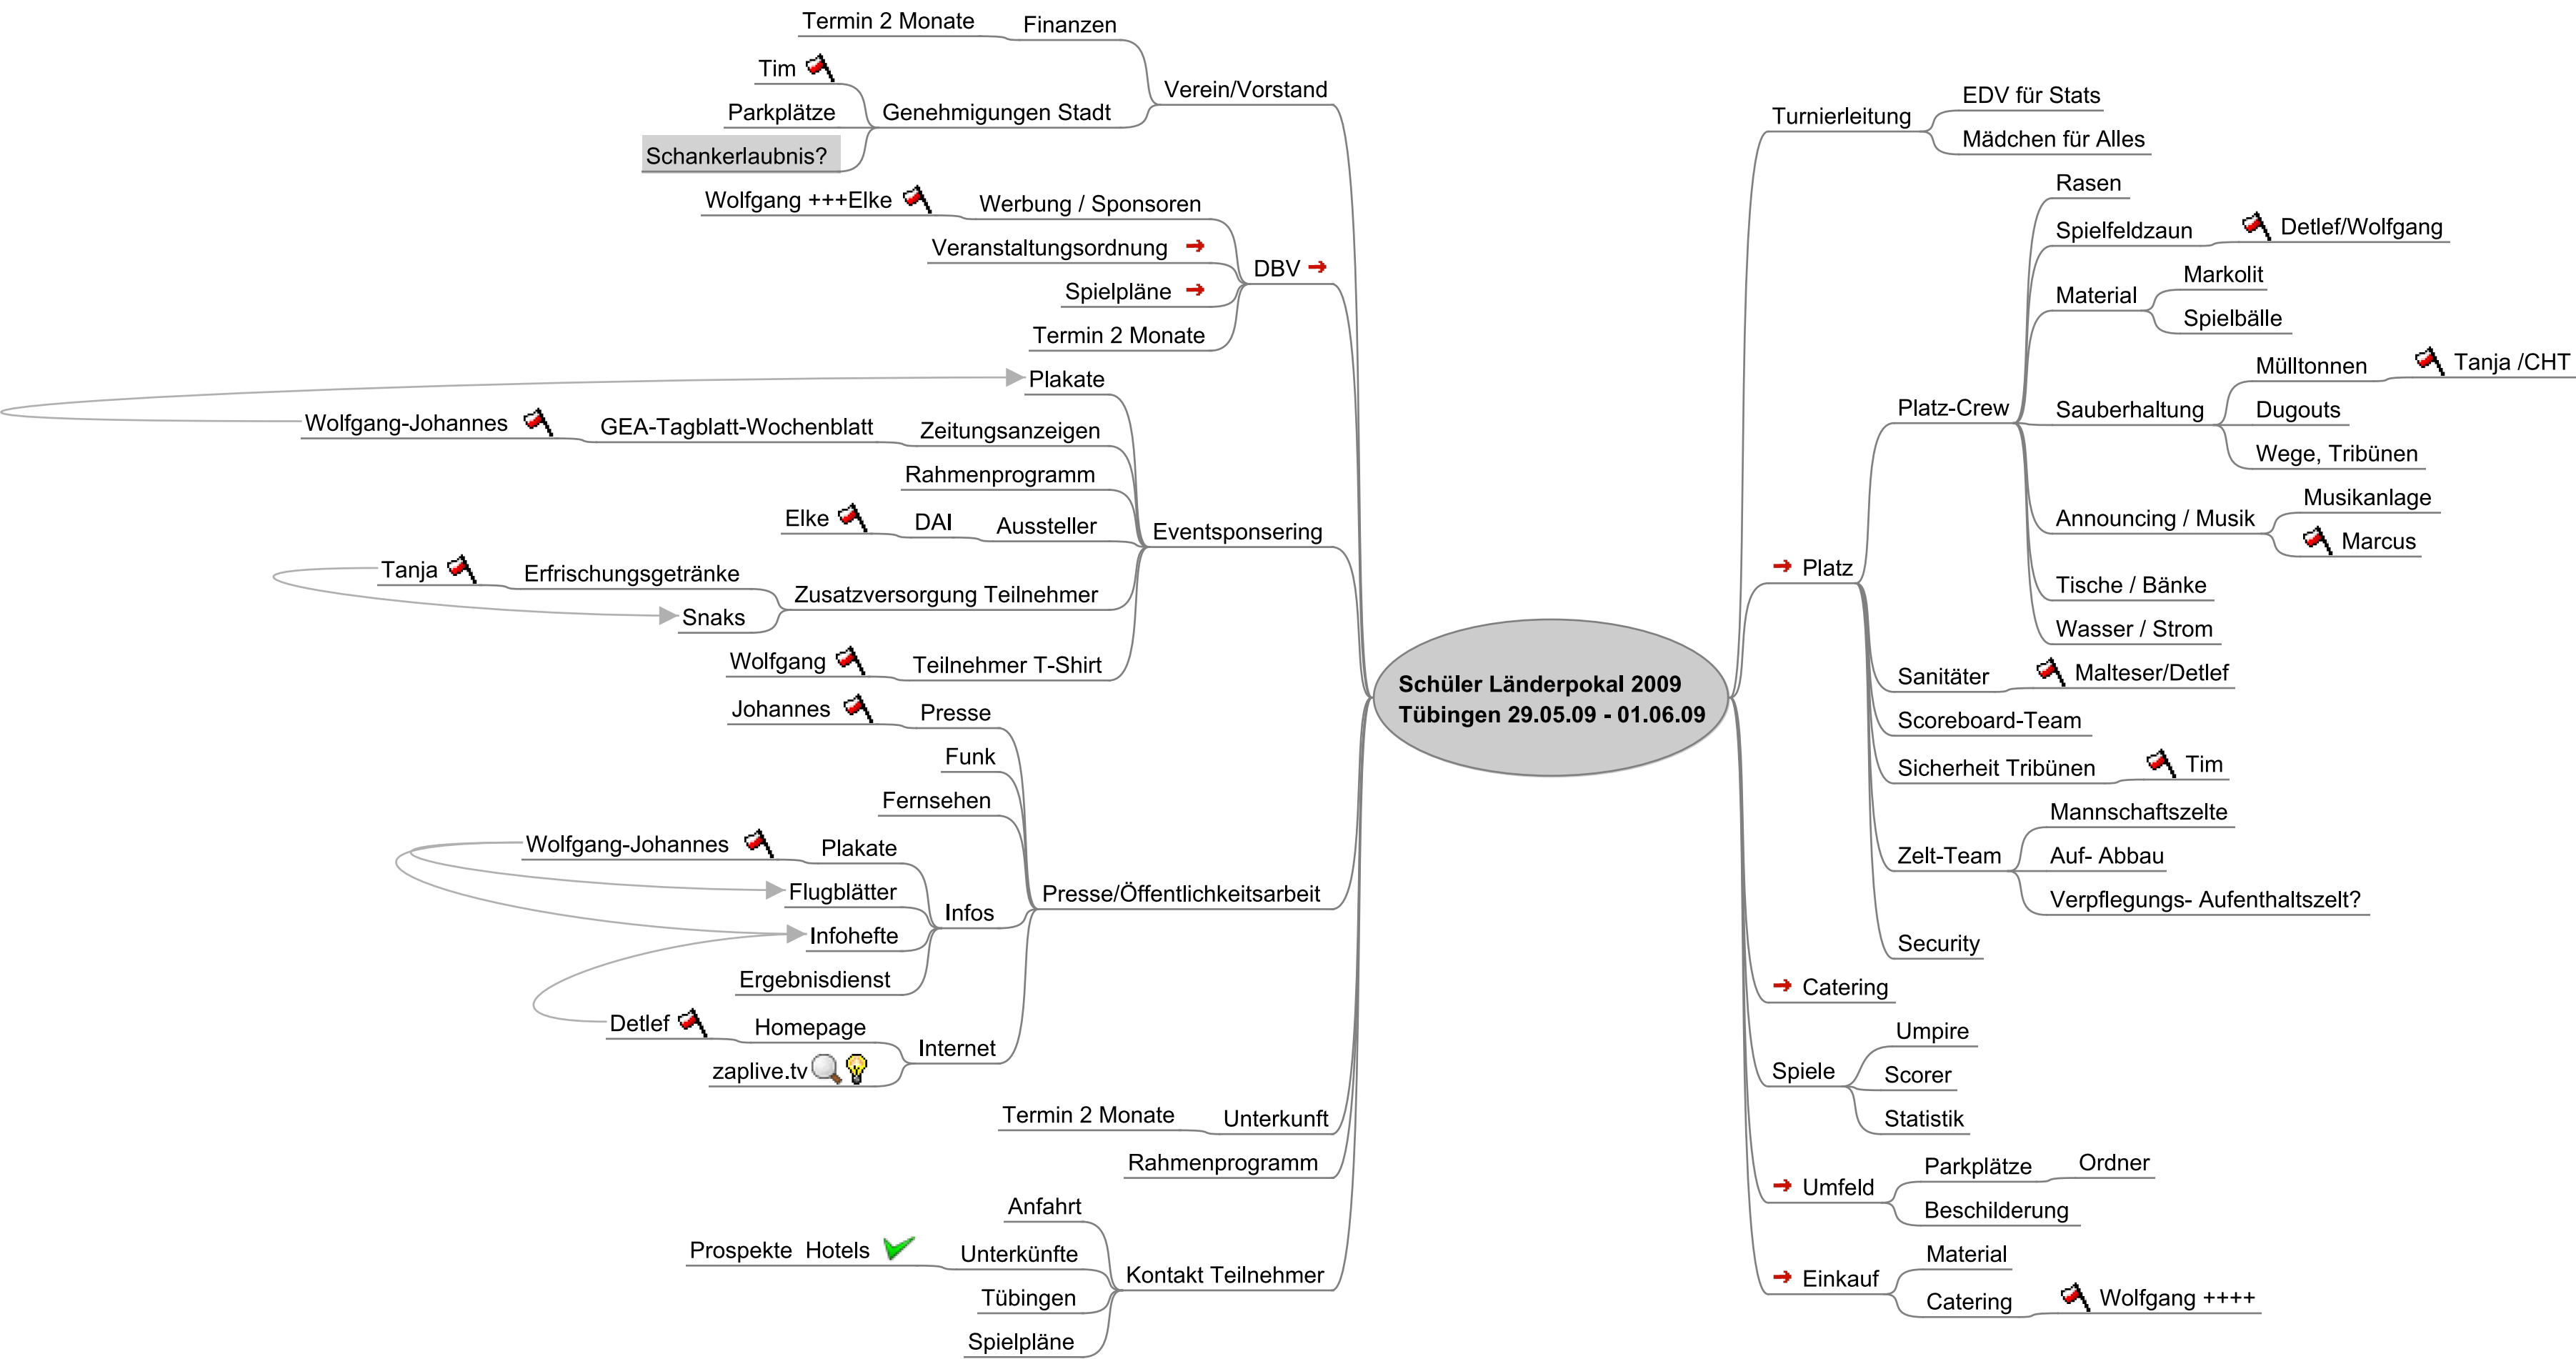 Schüler Länderpokal 2009
Tübingen 29.05.09 - 01.06.09
Verein/Vorstand
Finanzen
Termin 2 Monate
Genehmigungen Stadt
Tim
Parkplätze
Schankerlaubnis?
DBV
Werbung / Sponsoren
Wolfgang +++Elke
Veranstaltungsordnung
Spielpläne
Termin 2 Monate
Eventsponsering
Plakate
Zeitungsanzeigen
GEA-Tagblatt-Wochenblatt
Wolfgang-Johannes
Rahmenprogramm
Aussteller
DAI
Elke
Zusatzversorgung Teilnehmer
Erfrischungsgetränke
Tanja
Snaks
Teilnehmer T-Shirt
Wolfgang
Presse/Öffentlichkeitsarbeit
Presse
Johannes
Funk
Fernsehen
Infos
Plakate
Wolfgang-Johannes
Flugblätter
Infohefte
Ergebnisdienst
Internet
Homepage
Detlef
zaplive.tv
Unterkunft
Termin 2 Monate
Rahmenprogramm
Kontakt Teilnehmer
Anfahrt
Unterkünfte
Prospekte  Hotels
Tübingen
Spielpläne
Turnierleitung
EDV für Stats
Mädchen für Alles
Platz
Platz-Crew
Rasen
Spielfeldzaun
Detlef/Wolfgang
Material
Markolit
Spielbälle
Sauberhaltung
Mülltonnen
Tanja /CHT
Dugouts
Wege, Tribünen
Announcing / Musik
Musikanlage
Marcus
Tische / Bänke
Wasser / Strom
Sanitäter
Malteser/Detlef
Scoreboard-Team
Sicherheit Tribünen
Tim
Zelt-Team
Mannschaftszelte
Auf- Abbau
Verpflegungs- Aufenthaltszelt?
Security
Catering
Spiele
Umpire
Scorer
Statistik
Umfeld
Parkplätze
Ordner
Beschilderung
Einkauf
Material
Catering
Wolfgang ++++